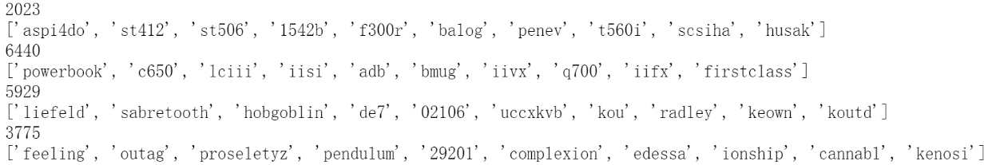 2023
['aspi4do', 'st412', 'st506', '1542b', 'f300r', 'balog', 'penev', 't560i', 'scsiha', 'husak']
6440
['powerbook', 'c650', 'lciii', 'iisi', 'adb', 'bmug', 'iivx', 'q700', 'iifx', 'firstclass']
5929
['liefeld', 'sabretooth', 'hobgoblin', 'de7', '02106', 'uccxkvb', 'kou', 'radley', 'keown', 'koutd']
3775
['feeling', 'outag', 'proseletyz', 'pendulum', '29201', 'complexion', 'edessa', 'ionship', 'cannabl', 'kenosi']